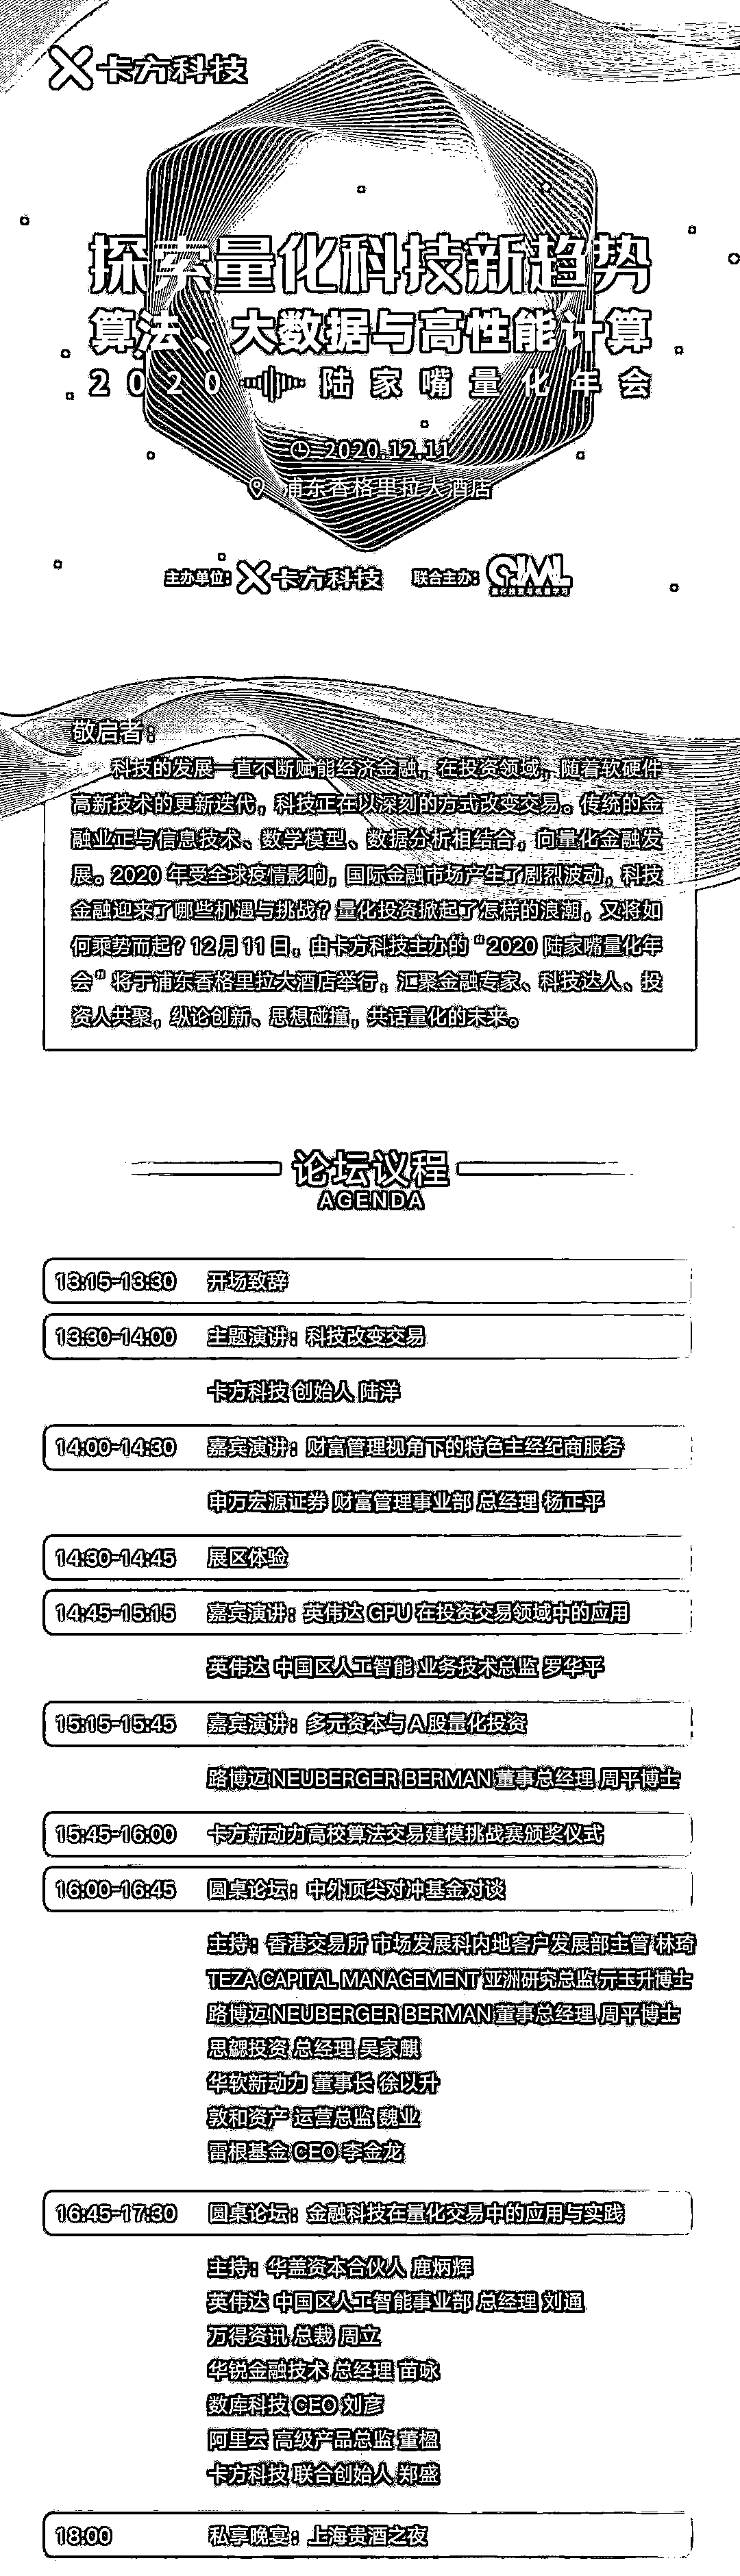 卡方科技
探索量化科技新趋势
算法、大数据与高性能计算
2020 陆家嘴量化年会
2020.12.11
浦东香格里拉大酒店
主办单位: 卡方科技 联合主办: QIML
量化投资与机器学习
敬启者:
科技的发展一直不断赋能经济金融，在投资领域，随着软硬件
高新技术的更新迭代，科技正在以深刻的方式改变交易。传统的金
融业正与信息技术、数学模型、数据分析相结合，向量化金融发
展。2020 年受全球疫情影响，国际金融市场产生了剧烈波动，科技
金融迎来了哪些机遇与挑战？量化投资掀起了怎样的浪潮，又将如
何乘势而起？12 月 11 日，由卡方科技主办的“2020 陆家嘴量化年
会”将于浦东香格里拉大酒店举行，汇聚金融专家、科技达人、投
资人共聚，纵论创新、思想碰撞，共话量化的未来。
论坛议程
AGENDA
13:15-13:30 开场致辞
13:30-14:00 主题演讲：科技改变交易
卡方科技 创始人 陆洋
14:00-14:30 嘉宾演讲：财富管理视角下的特色主经纪商服务
申万宏源证券 财富管理事业部 总经理 杨正平
14:30-14:45 展区体验
14:45-15:15 嘉宾演讲：英伟达 GPU 在投资交易领域中的应用
英伟达 中国区人工智能 业务技术总监 罗华平
15:15-15:45 嘉宾演讲：多元资本与 A 股量化投资
路博迈 NEUBERGER BERMAN 董事总经理 周平博士
15:45-16:00 卡方新动力高校算法交易建模挑战赛颁奖仪式
16:00-16:45 圆桌论坛：中外顶尖对冲基金对谈
主持：香港交易所 市场发展科内地客户发展部主管 林琦
TEZA CAPITAL MANAGEMENT 亚洲研究总监 亓玉升博士
路博迈 NEUBERGER BERMAN 董事总经理 周平博士
思勰投资 总经理 吴家麒
华软新动力 董事长 徐以升
敦和资产 运营总监 魏业
雷根基金 CEO 李金龙
16:45-17:30 圆桌论坛：金融科技在量化交易中的应用与实践
主持：华盖资本合伙人 鹿炳辉
英伟达 中国区人工智能事业部 总经理 刘通
万得资讯 总裁 周立
华锐金融技术 总经理 苗咏
数库科技 CEO 刘彦
阿里云 高级产品总监 董楹
卡方科技 联合创始人 郑盛
18:00 私享晚宴：上海贵酒之夜